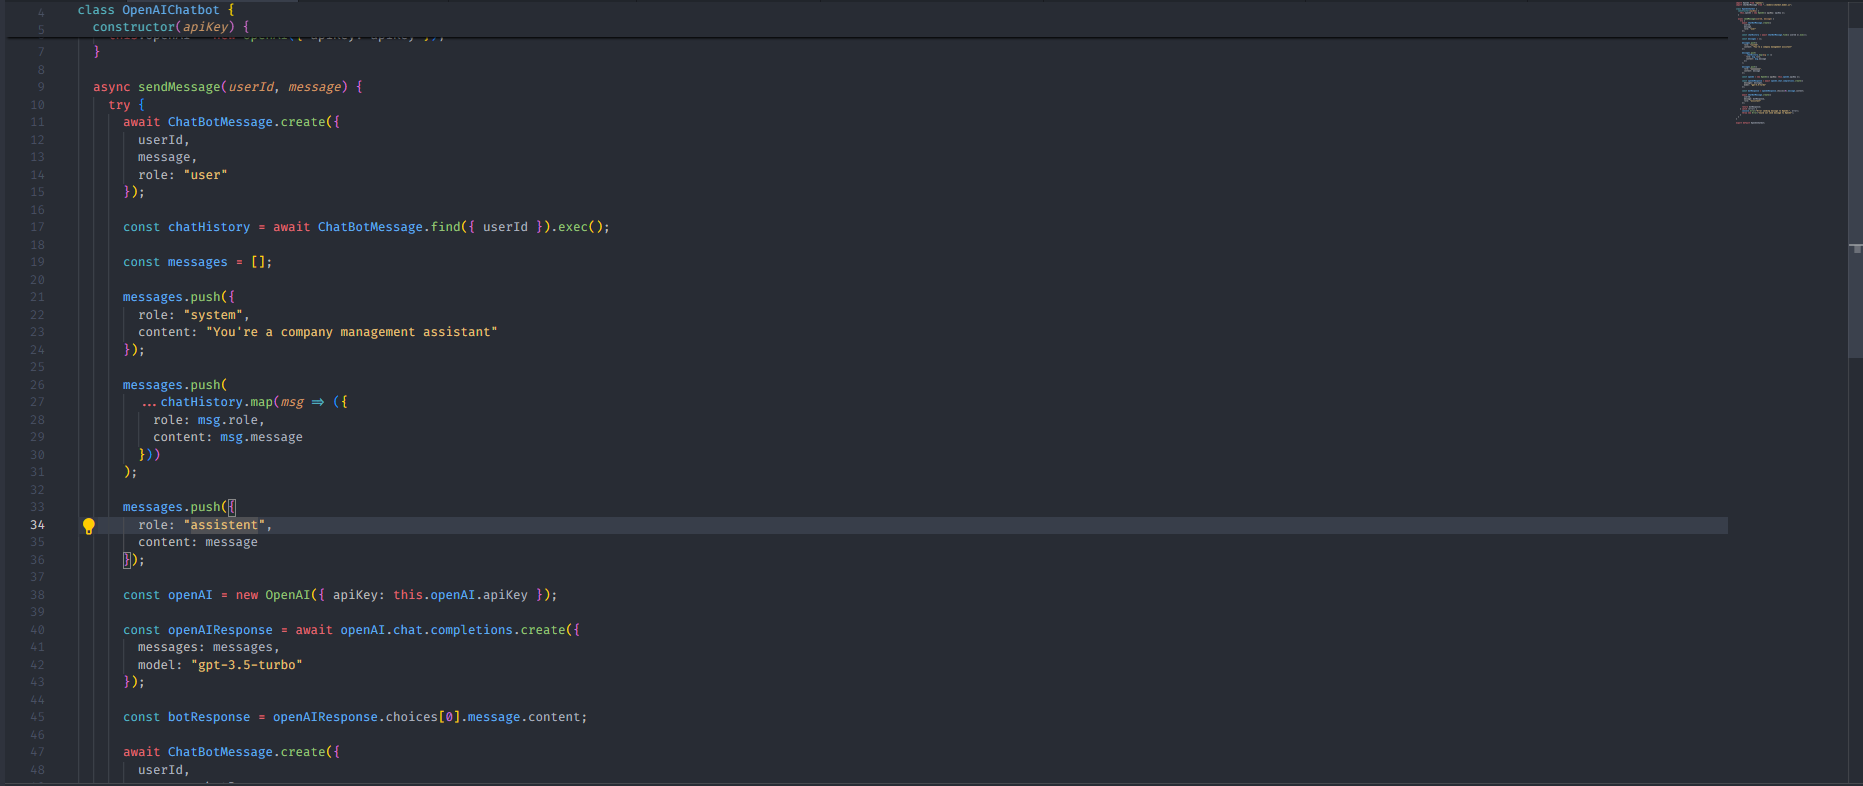 4 class OpenAIChatbot {
5 constructor(apiKey) {
7 }
8
9 async sendMessage(userId, message) {
10 try {
11 await ChatBotMessage.create({
12 userId,
13 message,
14 role: "user"
15 });
16
17 const chatHistory = await ChatBotMessage.find({ userId }).exec();
18
19 const messages = [];
20
21 messages.push({
22 role: "system",
23 content: "You're a company management assistant"
24 });
25
26 messages.push(
27 ...chatHistory.map(msg => ({
28 role: msg.role,
29 content: msg.message
30 }))
31 );
32
33 messages.push({
34 role: "assistent",
35 content: message
36 });
37
38 const openAI = new OpenAI({ apiKey: this.openAI.apiKey });
39
40 const openAIResponse = await openAI.chat.completions.create({
41 messages: messages,
42 model: "gpt-3.5-turbo"
43 });
44
45 const botResponse = openAIResponse.choices[0].message.content;
46
47 await ChatBotMessage.create({
48 userId,